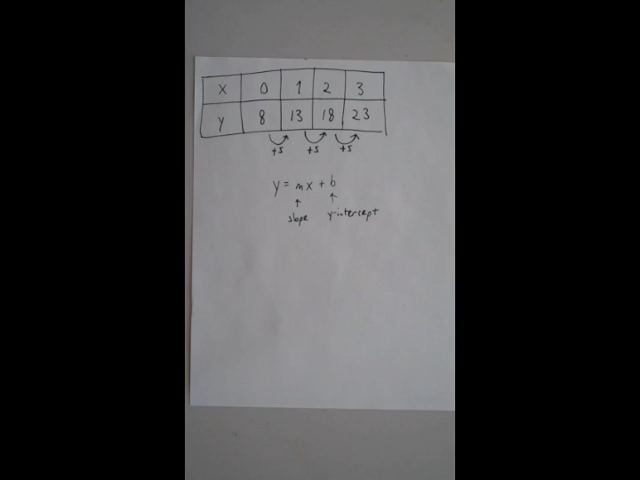 x 0 1 2 3
y 8 13 18 23
+5 +5 +5
y = mx + b
slope y-intercept